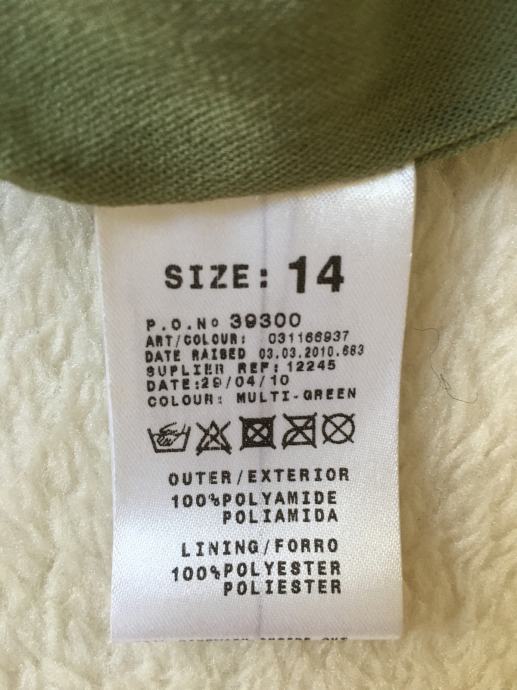 SIZE: 14
P.O.Nº 39300
ART/COLOUR: 031166937
DATE RAISED 03.03.2010.683
SUPLIER REF: 12245
DATE:29/04/10
COLOUR: MULTI-GREEN
OUTER/EXTERIOR
100%POLYAMIDE
POLIAMIDA
LINING/FORRO
100%POLYESTER
POLIESTER